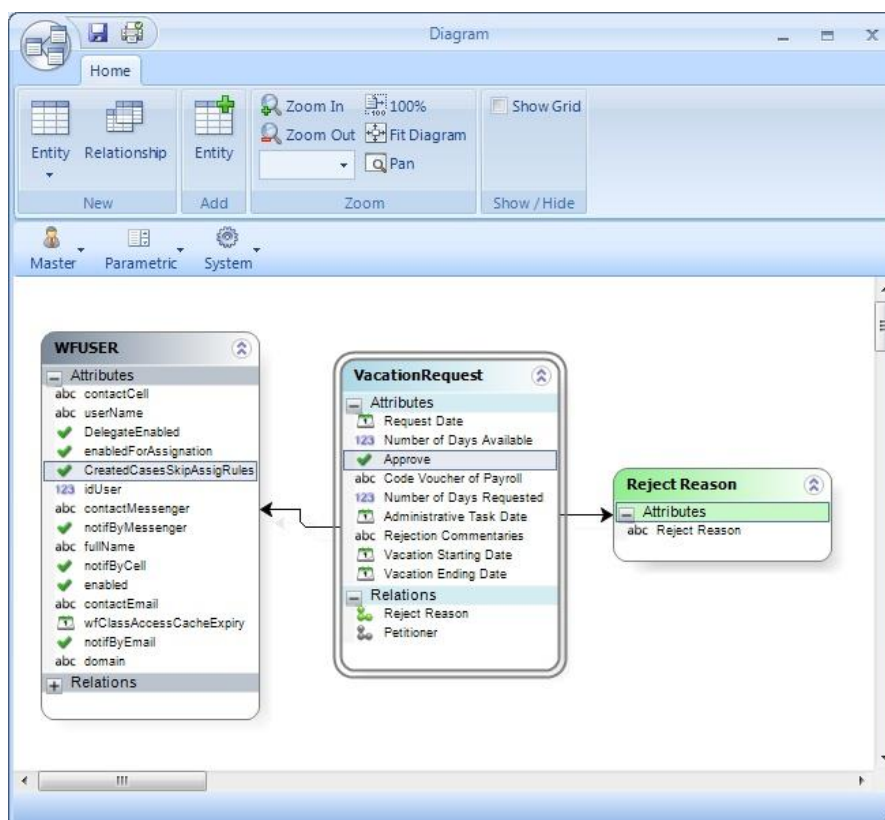 Diagram
Home
Zoom In
100%
Show Grid
Zoom Out
Fit Diagram
Entity
Relationship
Entity
Pan
New
Add
Zoom
Show / Hide
Master
Parametric
System
WFUSER
Attributes
abc contactCell
abc userName
DelegateEnabled
enabledForAssignation
CreatedCasesSkipAssigRules
123 idUser
abc contactMessenger
notifByMessenger
abc fullName
notifByCell
enabled
abc contactEmail
wfClassAccessCacheExpiry
notifByEmail
abc domain
Relations
VacationRequest
Attributes
Request Date
123 Number of Days Available
Approve
abc Code Voucher of Payroll
123 Number of Days Requested
Administrative Task Date
abc Rejection Commentaries
Vacation Starting Date
Vacation Ending Date
Relations
Reject Reason
Petitioner
Reject Reason
Attributes
abc Reject Reason